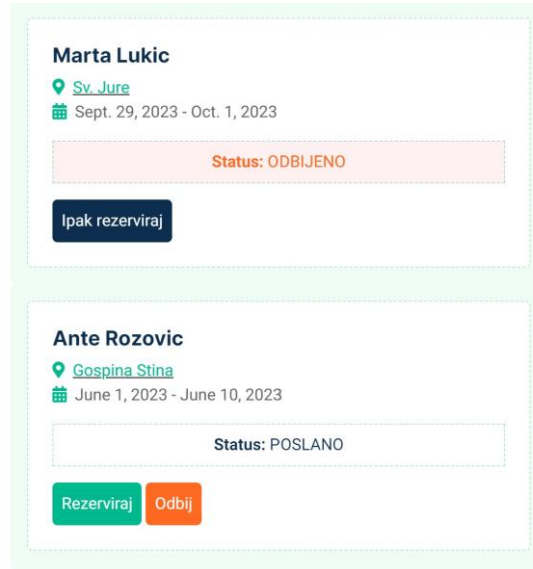 Marta Lukic
Sv. Jure
Sept. 29, 2023 - Oct. 1, 2023
Status: ODBIJENO
Ipak rezerviraj
Ante Rozovic
Gospina Stina
June 1, 2023 - June 10, 2023
Status: POSLANO
Rezerviraj Odbij